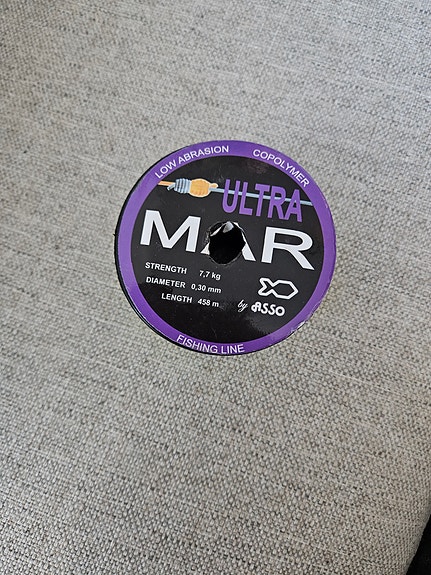 LOW ABRASION COPOLYMER
ULTRA
MAR
STRENGTH 7,7 kg
DIAMETER 0,30 mm
LENGTH 458 m
by ASSO
FISHING LINE